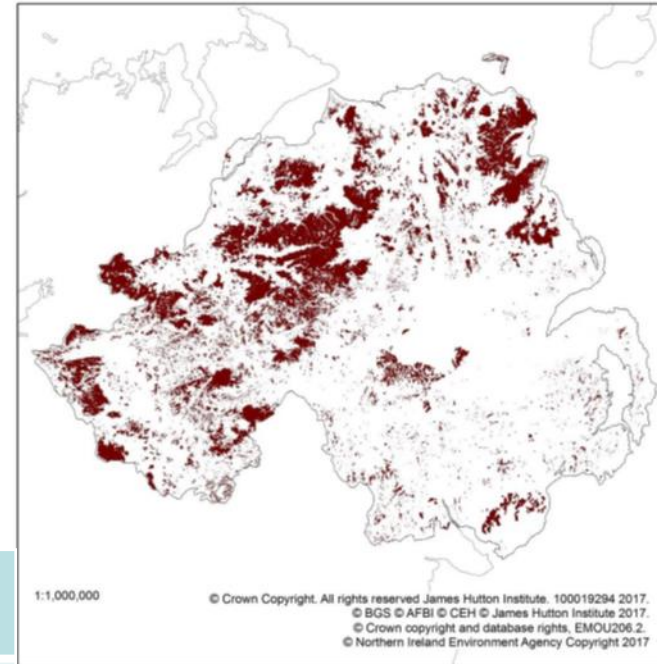 1:1,000,000
© Crown Copyright. All rights reserved James Hutton Institute. 100019294 2017.
© BGS © AFBI © CEH © James Hutton Institute 2017.
© Crown copyright and database rights, EMOU206.2.
© Northern Ireland Environment Agency Copyright 2017